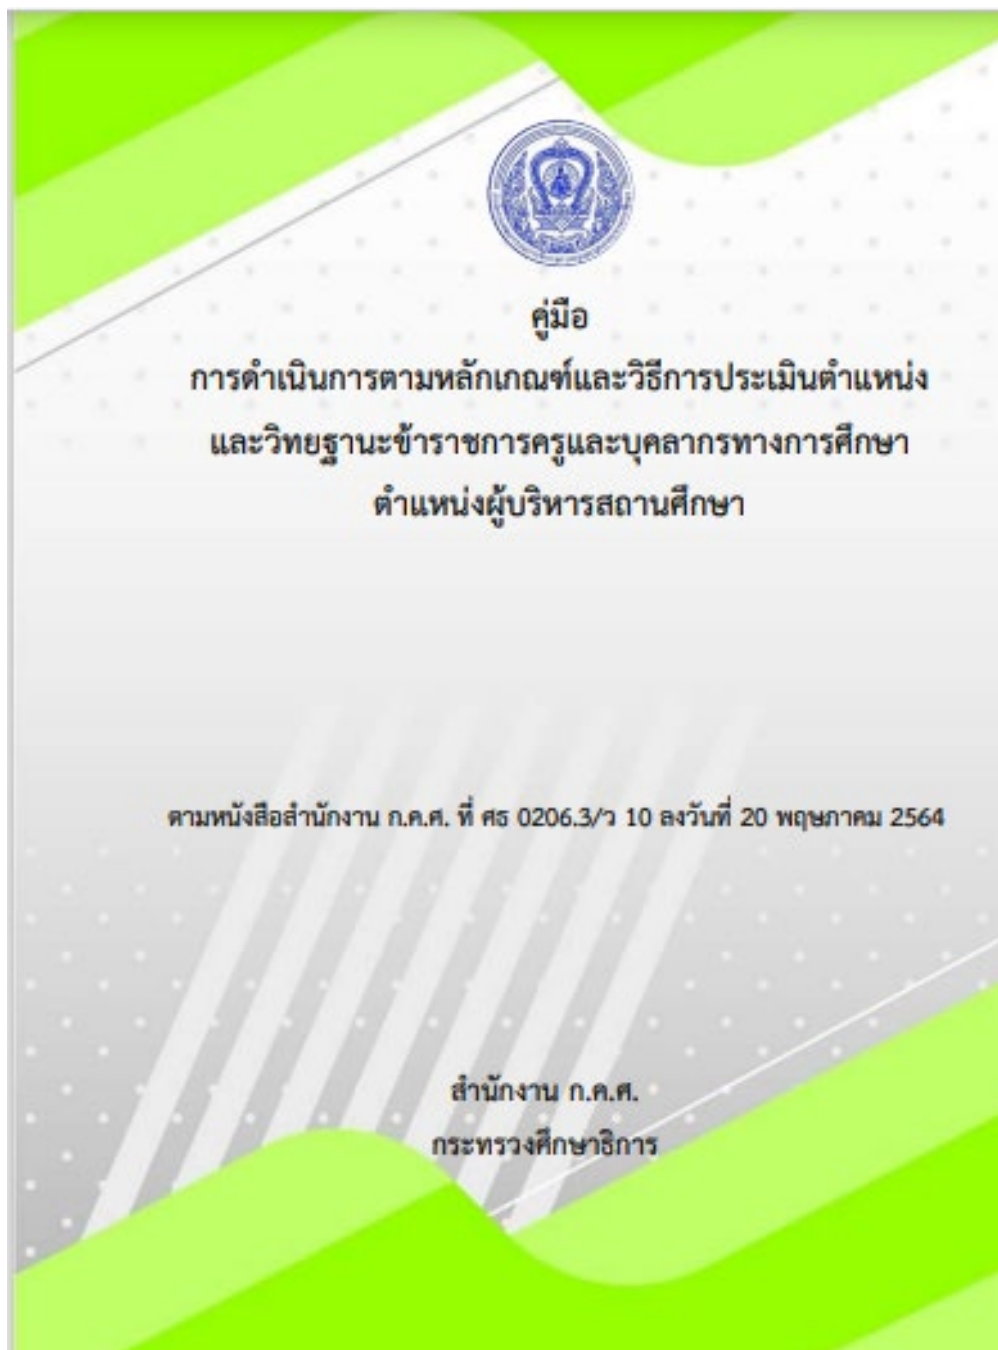 คู่มือ
การดำเนินการตามหลักเกณฑ์และวิธีการประเมินตำแหน่ง
และวิทยฐานะข้าราชการครูและบุคลากรทางการศึกษา
ตำแหน่งผู้บริหารสถานศึกษา
ตามหนังสือสำนักงาน ก.ค.ศ. ที่ ศธ 0206.3/ว 10 ลงวันที่ 20 พฤษภาคม 2564
สำนักงาน ก.ค.ศ.
กระทรวงศึกษาธิการ